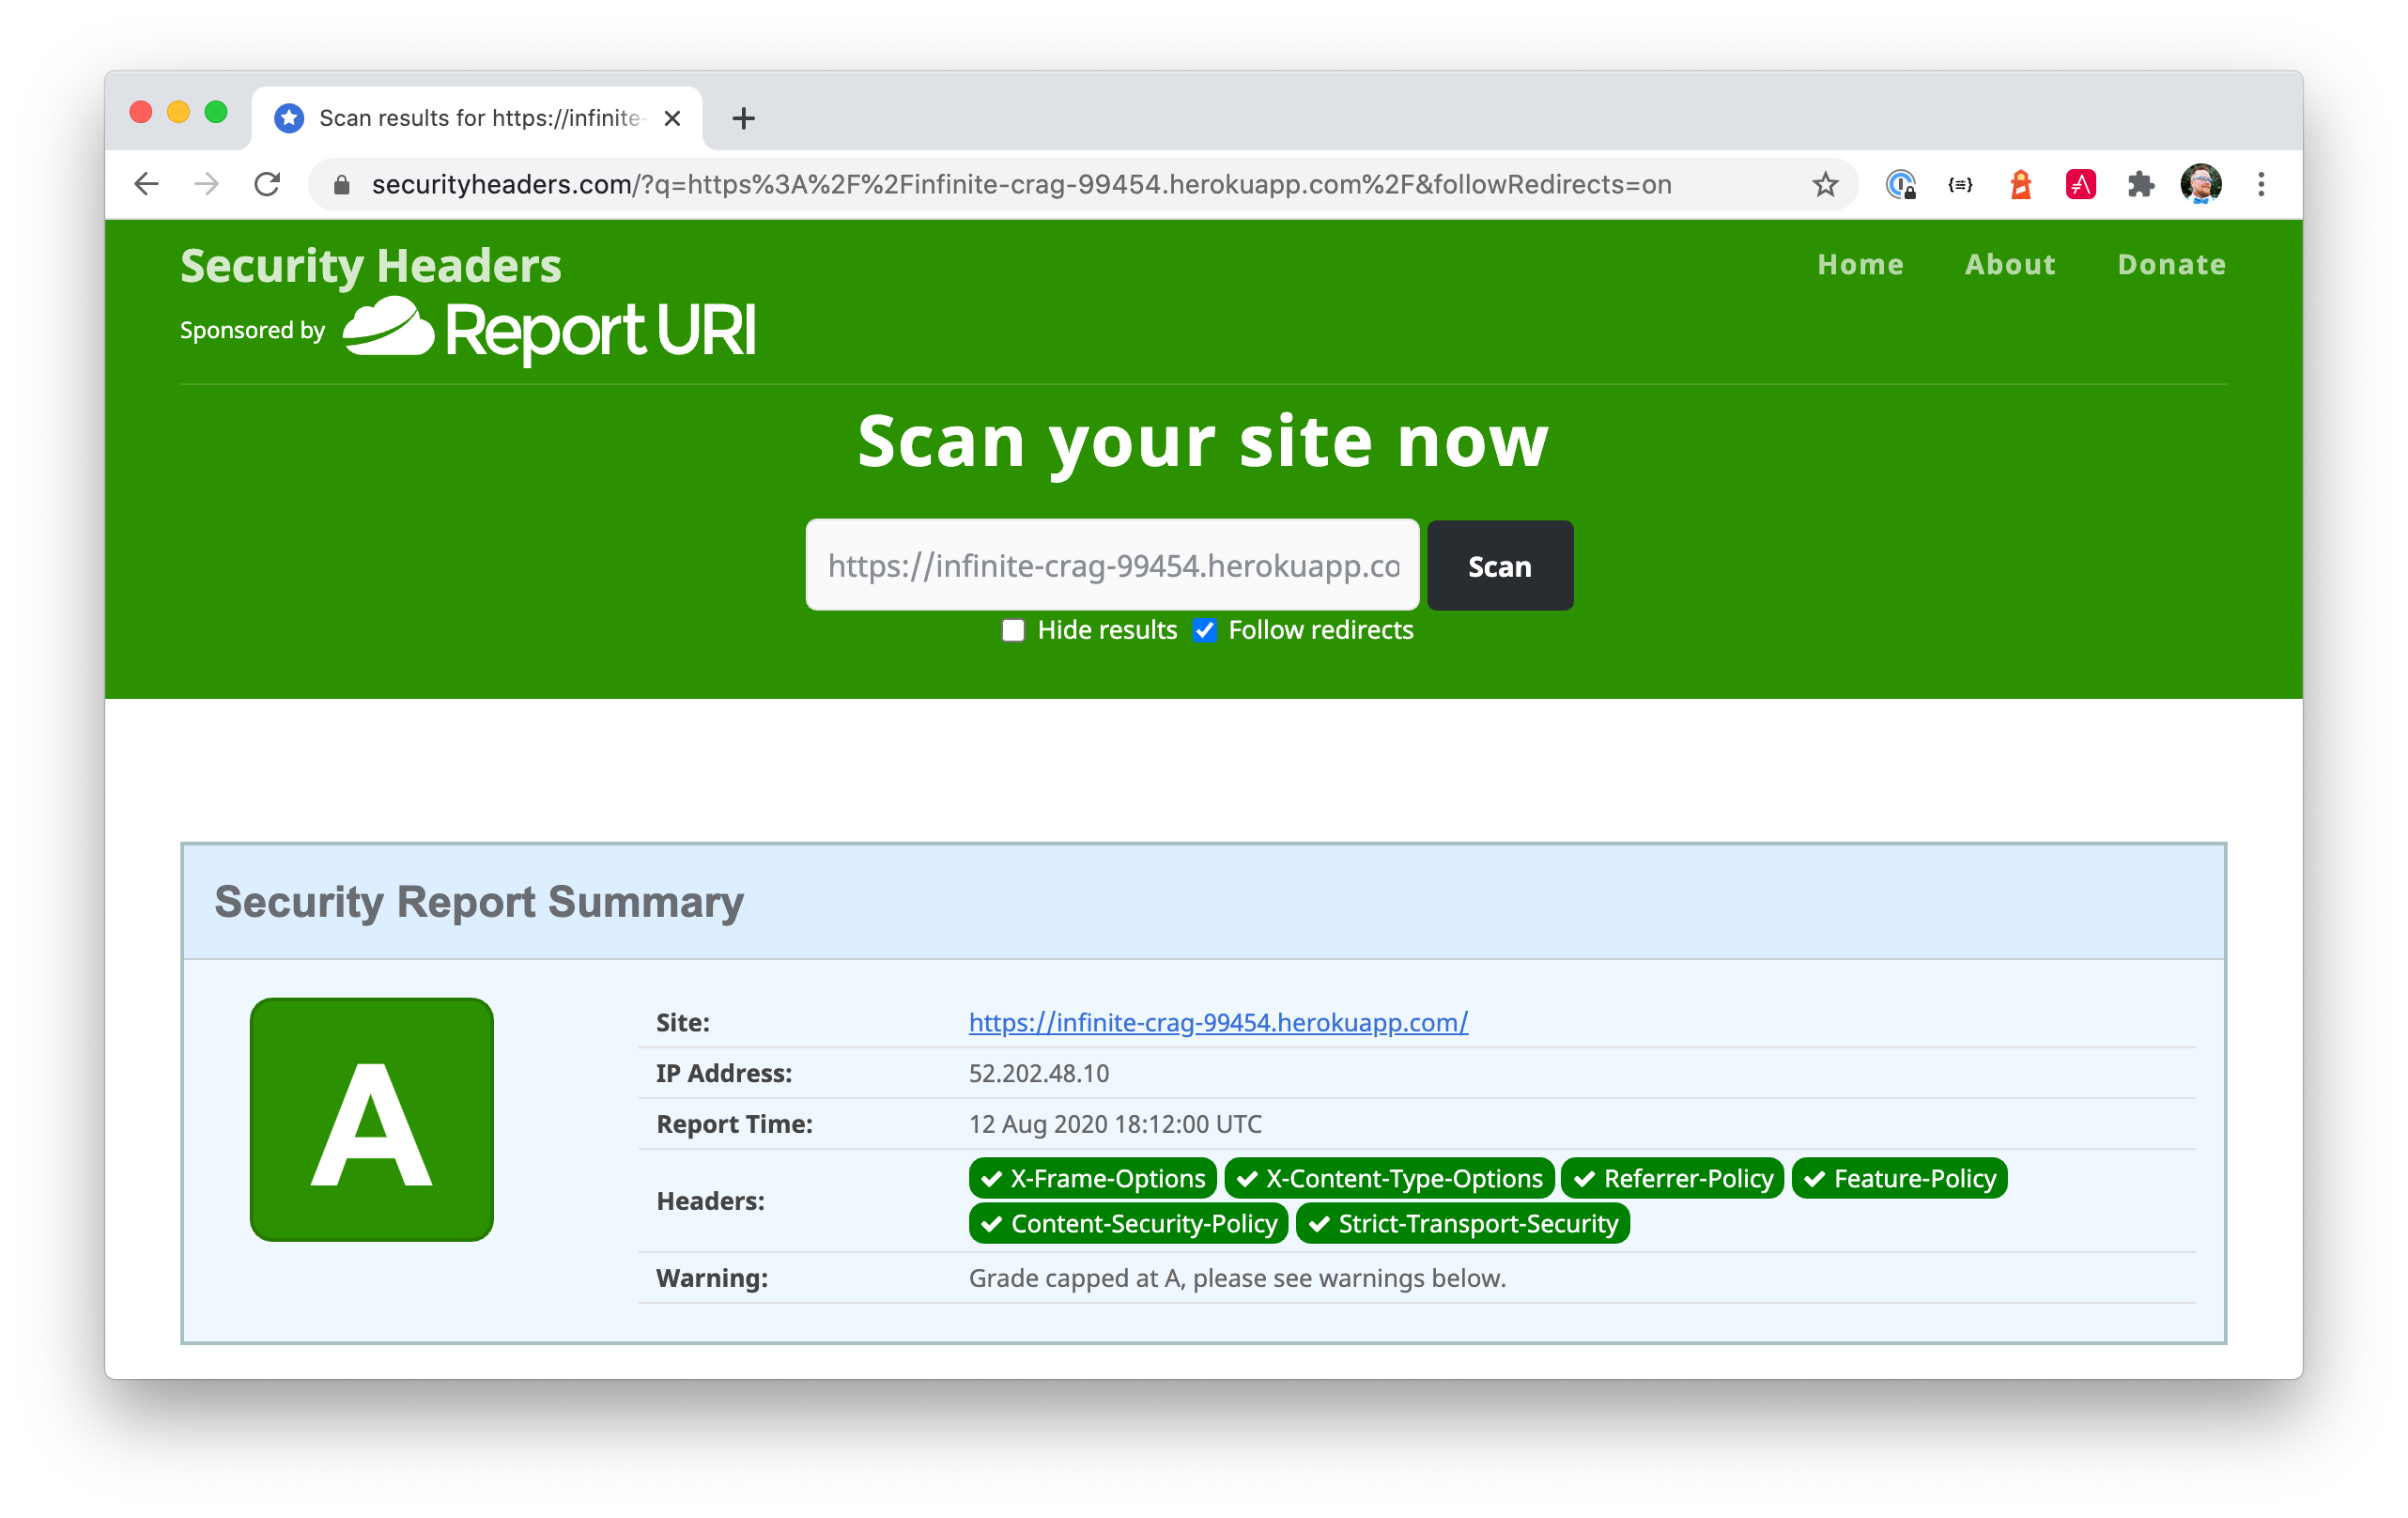 Scan results for https://infinite-
securityheaders.com/?q=https%3A%2F%2Finfinite-crag-99454.herokuapp.com%2F&followRedirects=on
Security Headers
Home About Donate
Sponsored by Report URI
Scan your site now
https://infinite-crag-99454.herokuapp.co Scan
Hide results Follow redirects
Security Report Summary
A
Site: https://infinite-crag-99454.herokuapp.com/
IP Address: 52.202.48.10
Report Time: 12 Aug 2020 18:12:00 UTC
Headers: X-Frame-Options X-Content-Type-Options Referrer-Policy Feature-Policy
Content-Security-Policy Strict-Transport-Security
Warning: Grade capped at A, please see warnings below.